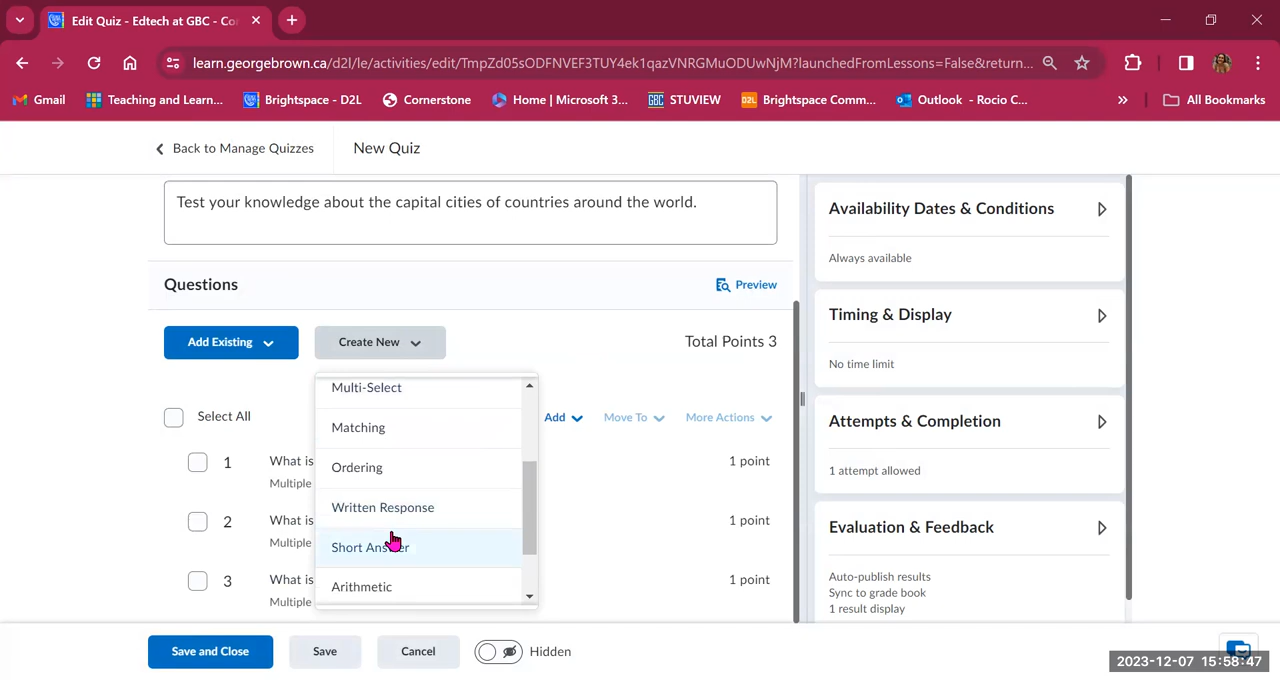 Edit Quiz - Edtech at GBC - Co
learn.georgebrown.ca/d2l/le/activities/edit/TmpZd05sODFNVEF3TUY4ek1qazVNRGMuODUwNjM?launchedFromLessons=False&return...
Gmail
Teaching and Learn...
Brightspace - D2L
Cornerstone
Home | Microsoft 3...
GBC STUVIEW
D2L Brightspace Comm...
Outlook - Rocio C...
All Bookmarks
Back to Manage Quizzes
New Quiz
Test your knowledge about the capital cities of countries around the world.
Questions
Preview
Add Existing
Create New
Total Points 3
Select All
Add
Move To
More Actions
1 What is
Multiple
1 point
2 What is
Multiple
1 point
3 What is
Multiple
1 point
Multi-Select
Matching
Ordering
Written Response
Short Answer
Arithmetic
Availability Dates & Conditions
Always available
Timing & Display
No time limit
Attempts & Completion
1 attempt allowed
Evaluation & Feedback
Auto-publish results
Sync to grade book
1 result display
Save and Close
Save
Cancel
Hidden
2023-12-07 15:58:47